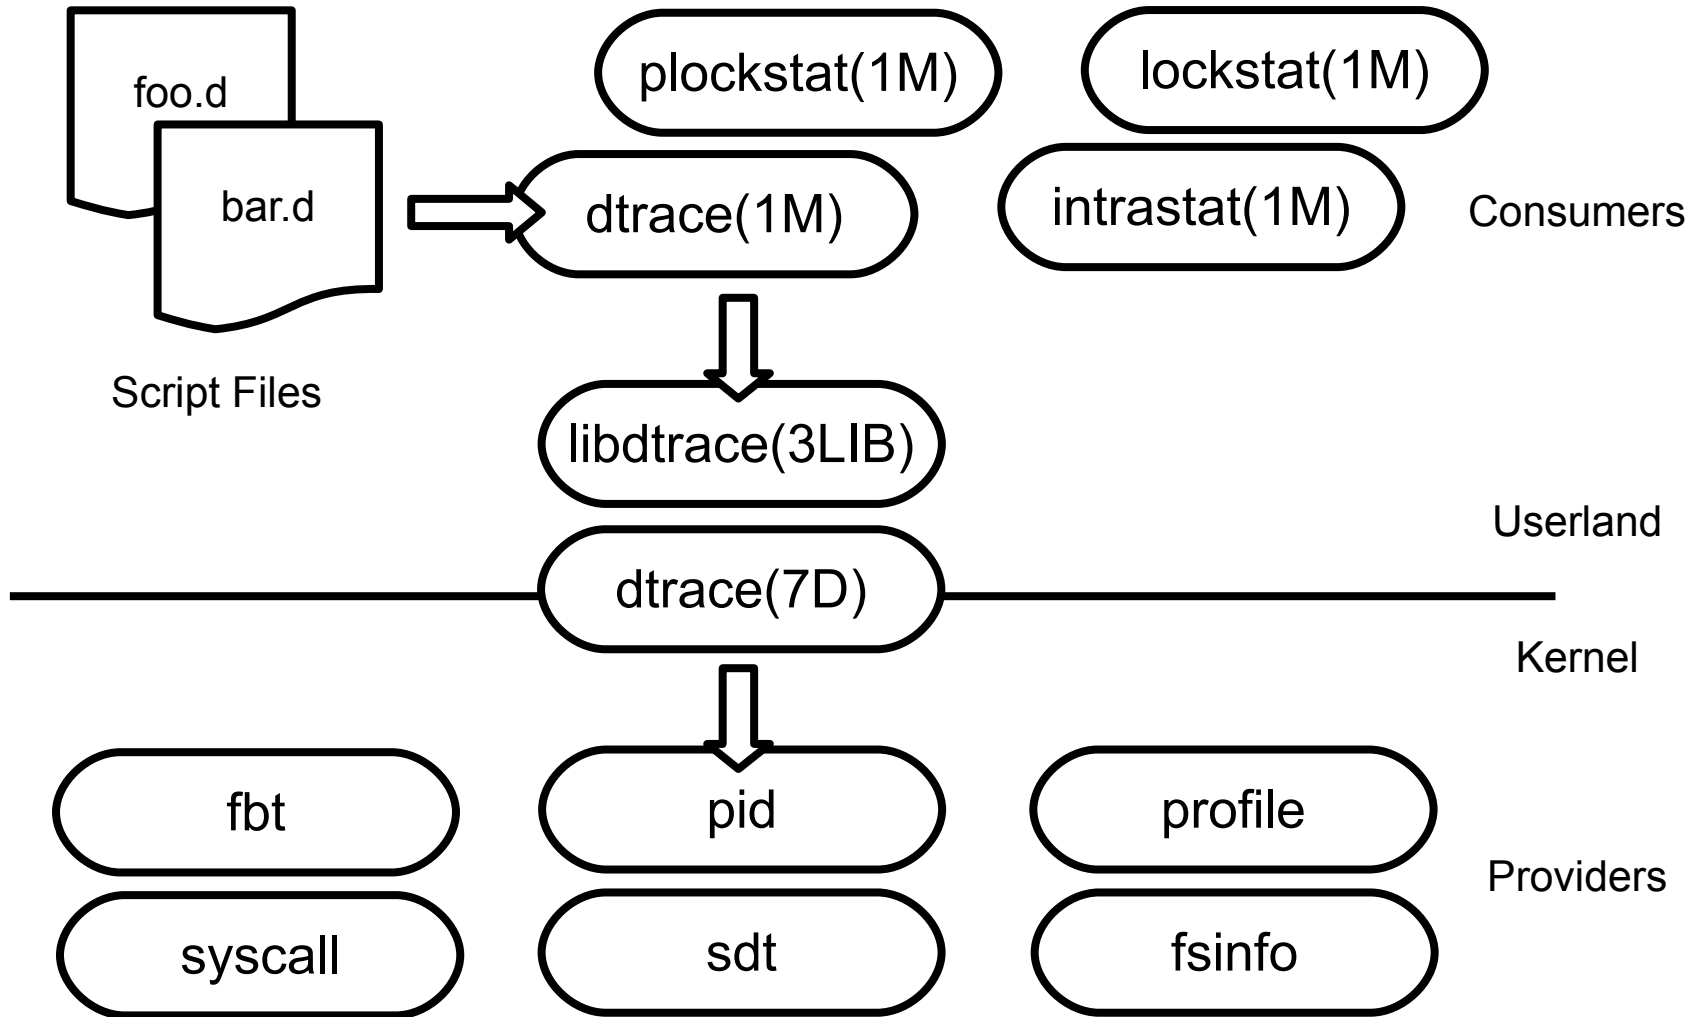 foo.d
plockstat(1M)
lockstat(1M)
bar.d
dtrace(1M)
intrastat(1M)
Consumers
Script Files
libdtrace(3LIB)
Userland
dtrace(7D)
Kernel
fbt
pid
profile
Providers
syscall
sdt
fsinfo